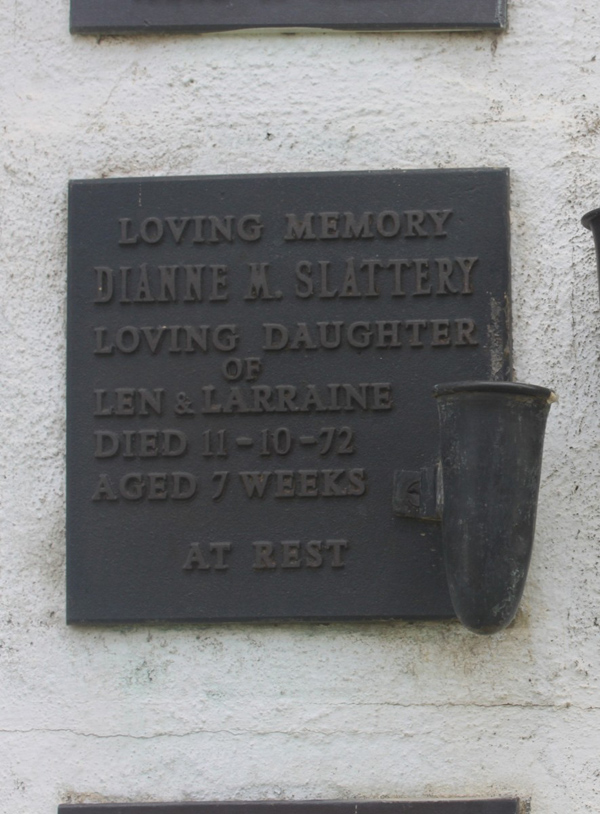 LOVING MEMORY
DIANNE M. SLATTERY
LOVING DAUGHTER
OF
LEN & LARRAINE
DIED 11-10-72
AGED 7 WEEKS
AT REST